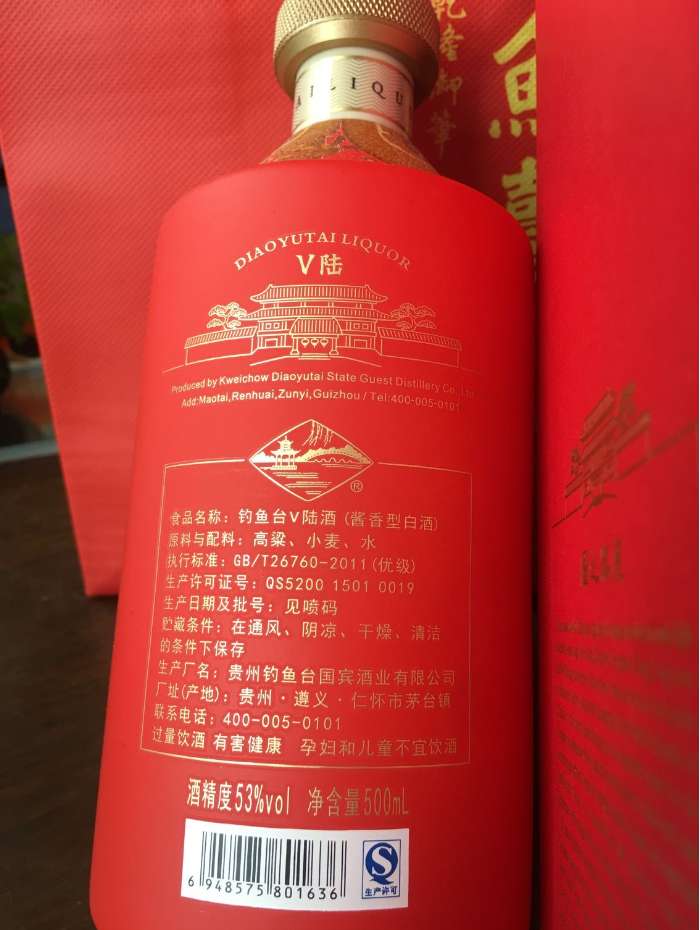 乾隆御筆
AILIQU
DIAOYUTAI LIQUOR
V陆
Produced by Kweichow Diaoyutai State Guest Distillery Co.,Ltd
Add:Maotai,Renhuai,Zunyi,Guizhou / Tel:400-005-0101
®
食品名称：钓鱼台V陆酒 (酱香型白酒)
原料与配料：高粱、小麦、水
执行标准：GB/T26760-2011(优级)
生产许可证号：QS5200 1501 0019
生产日期及批号：见喷码
贮藏条件：在通风、阴凉、干燥、清洁
的条件下保存
生产厂名：贵州钓鱼台国宾酒业有限公司
厂址(产地)：贵州·遵义·仁怀市茅台镇
联系电话：400-005-0101
过量饮酒 有害健康 孕妇和儿童不宜饮酒
酒精度53%vol 净含量500mL
6 948575 801636
QS
生产许可